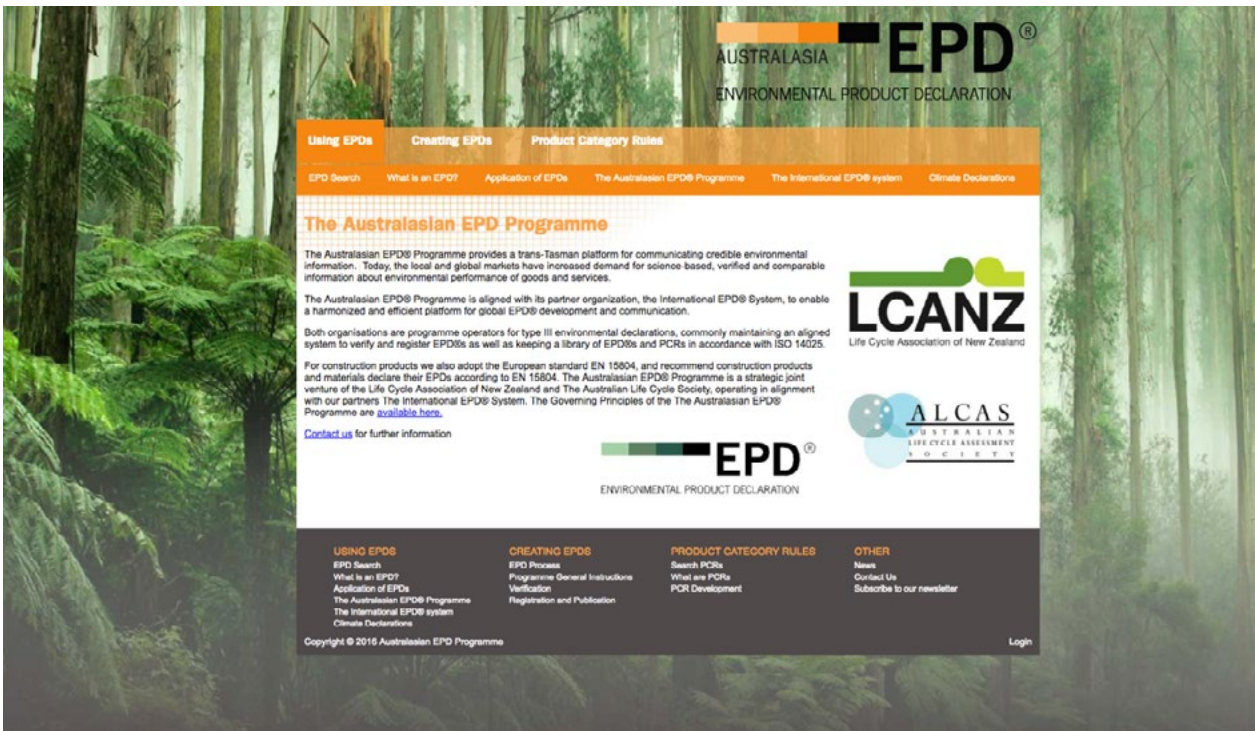 AUSTRALASIA
EPD®
ENVIRONMENTAL PRODUCT DECLARATION
Using EPDs Creating EPDs Product Category Rules
EPD Search What is an EPD? Application of EPDs The Australasian EPD® Programme The International EPD® system Climate Declarations
The Australasian EPD Programme
The Australasian EPD® Programme provides a trans-Tasman platform for communicating credible environmental
information. Today, the local and global markets have increased demand for science based, verified and comparable
information about environmental performance of goods and services.
The Australasian EPD® Programme is aligned with its partner organization, the International EPD® System, to enable
a harmonized and efficient platform for global EPD® development and communication.
Both organisations are programme operators for type III environmental declarations, commonly maintaining an aligned
system to verify and register EPD®s as well as keeping a library of EPD®s and PCRs in accordance with ISO 14025.
For construction products we also adopt the European standard EN 15804, and recommend construction products
and materials declare their EPDs according to EN 15804. The Australasian EPD® Programme is a strategic joint
venture of the Life Cycle Association of New Zealand and The Australian Life Cycle Society, operating in alignment
with our partners The International EPD® System. The Governing Principles of the The Australasian EPD®
Programme are available here.
Contact us for further information
LCANZ
Life Cycle Association of New Zealand
ALCAS
AUSTRALIAN
LIFE CYCLE ASSESSMENT
SOCIETY
EPD®
ENVIRONMENTAL PRODUCT DECLARATION
USING EPDS
EPD Search
What is an EPD?
Application of EPDs
The Australasian EPD® Programme
The International EPD® system
Climate Declarations
CREATING EPDS
EPD Process
Programme General Instructions
Verification
Registration and Publication
PRODUCT CATEGORY RULES
Search PCRs
What are PCRs
PCR Development
OTHER
News
Contact Us
Subscribe to our newsletter
Copyright © 2016 Australasian EPD Programme
Login